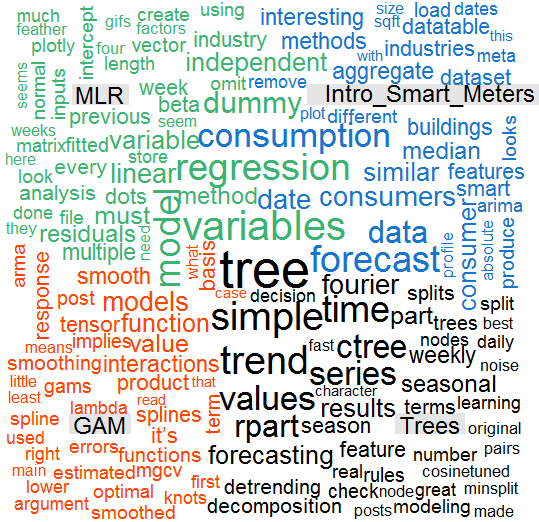 much gifs create using interesting size load dates
feather factors sqft
plotly intercept four vector industry methods datatable this
seems normal inputs length independent industries with meta
MLR week omit remove aggregate dataset
beta dummy Intro_Smart_Meters
previous seem plot different
weeks matrix fitted variable consumption buildings looks
here every store regression median
look linear similar features
analysis dots method date consumers smart
done file must variables arima
they residuals model need data consumer produce
multiple what basis forecast profile absolute
arma response smooth tree fourier
post models case decision splits split
tensor function simple time part trees best
means implies value fast ctree nodes daily
smoothing interactions trend series weekly noise
little gams product that character seasonal
least lambda read values results terms learning
spline GAM splines term rpart season Trees original
used it's
right errors functions forecasting feature number pairs
main estimated mgcv first real rules cosinetuned
lower optimal knots detrending check node great minsplit
argument smoothed decomposition posts modeling made